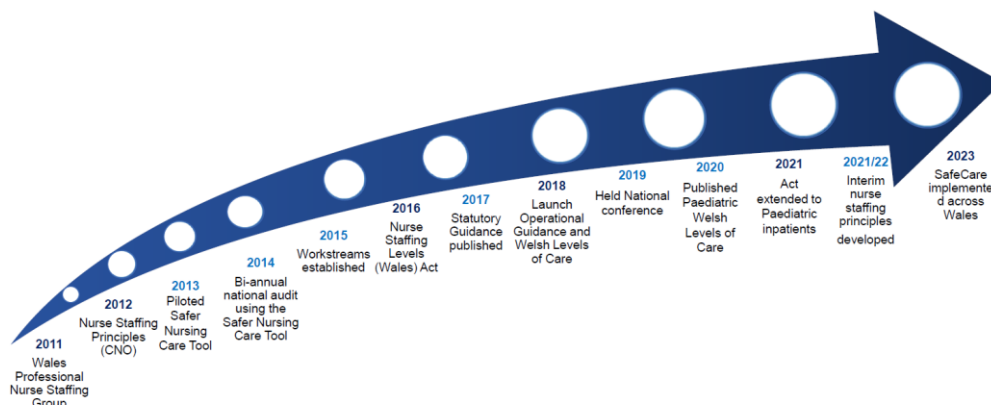 2011
Wales
Professional
Nurse Staffing
Group
2012
Nurse Staffing
Principles
(CNO)
2013
Piloted
Safer
Nursing
Care Tool
2014
Bi-annual
national audit
using the
Safer Nursing
Care Tool
2015
Workstreams
established
2016
Nurse
Staffing
Levels
(Wales) Act
2017
Statutory
Guidance
published
2018
Launch
Operational
Guidance and
Welsh Levels
of Care
2019
Held National
conference
2020
Published
Paediatric
Welsh
Levels of
Care
2021
Act
extended to
Paediatric
inpatients
2021/22
Interim
nurse
staffing
principles
developed
2023
SafeCare
implemente
d across
Wales